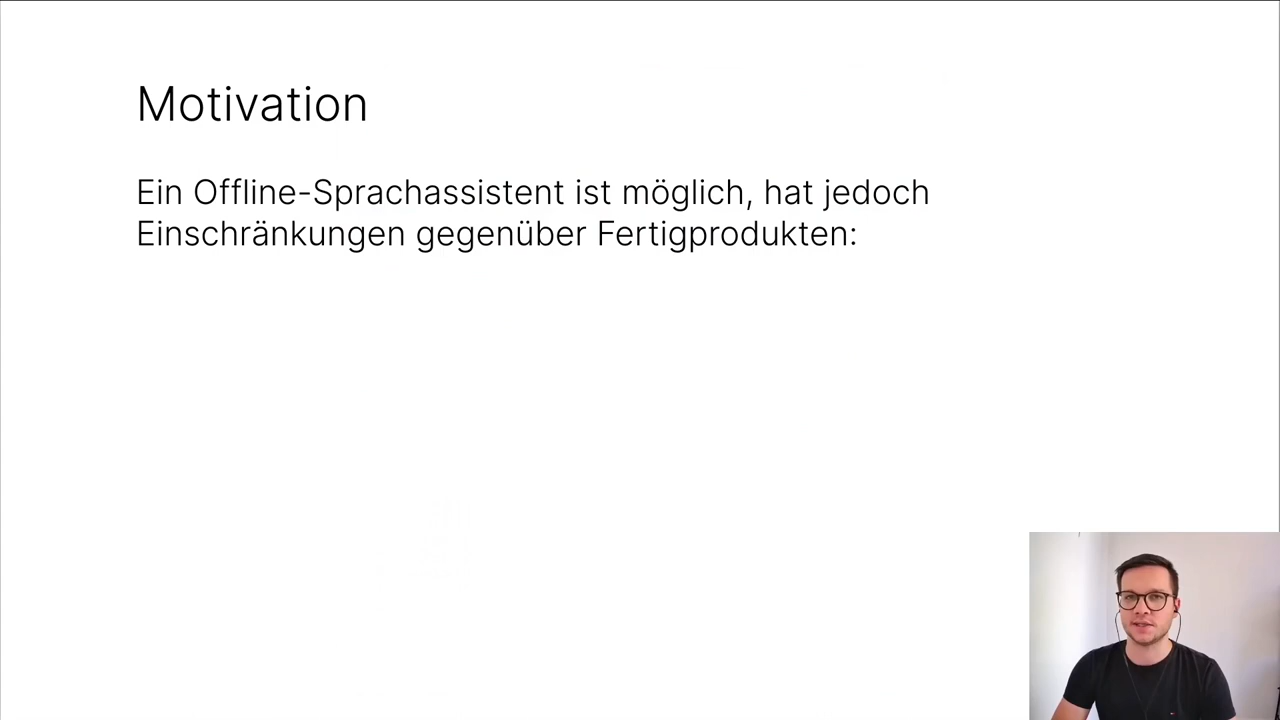 Motivation
Ein Offline-Sprachassistent ist möglich, hat jedoch
Einschränkungen gegenüber Fertigprodukten: